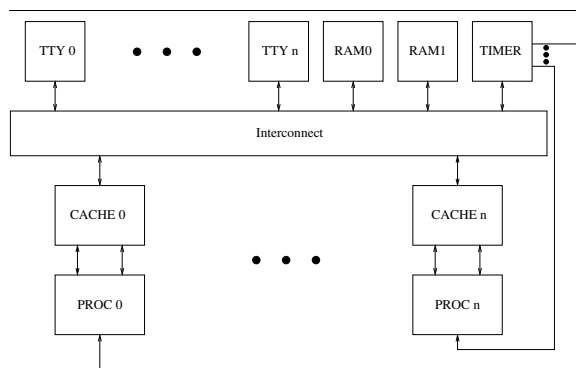 TTY 0
TTY n
RAM0
RAM1
TIMER
Interconnect
CACHE 0
CACHE n
PROC 0
PROC n